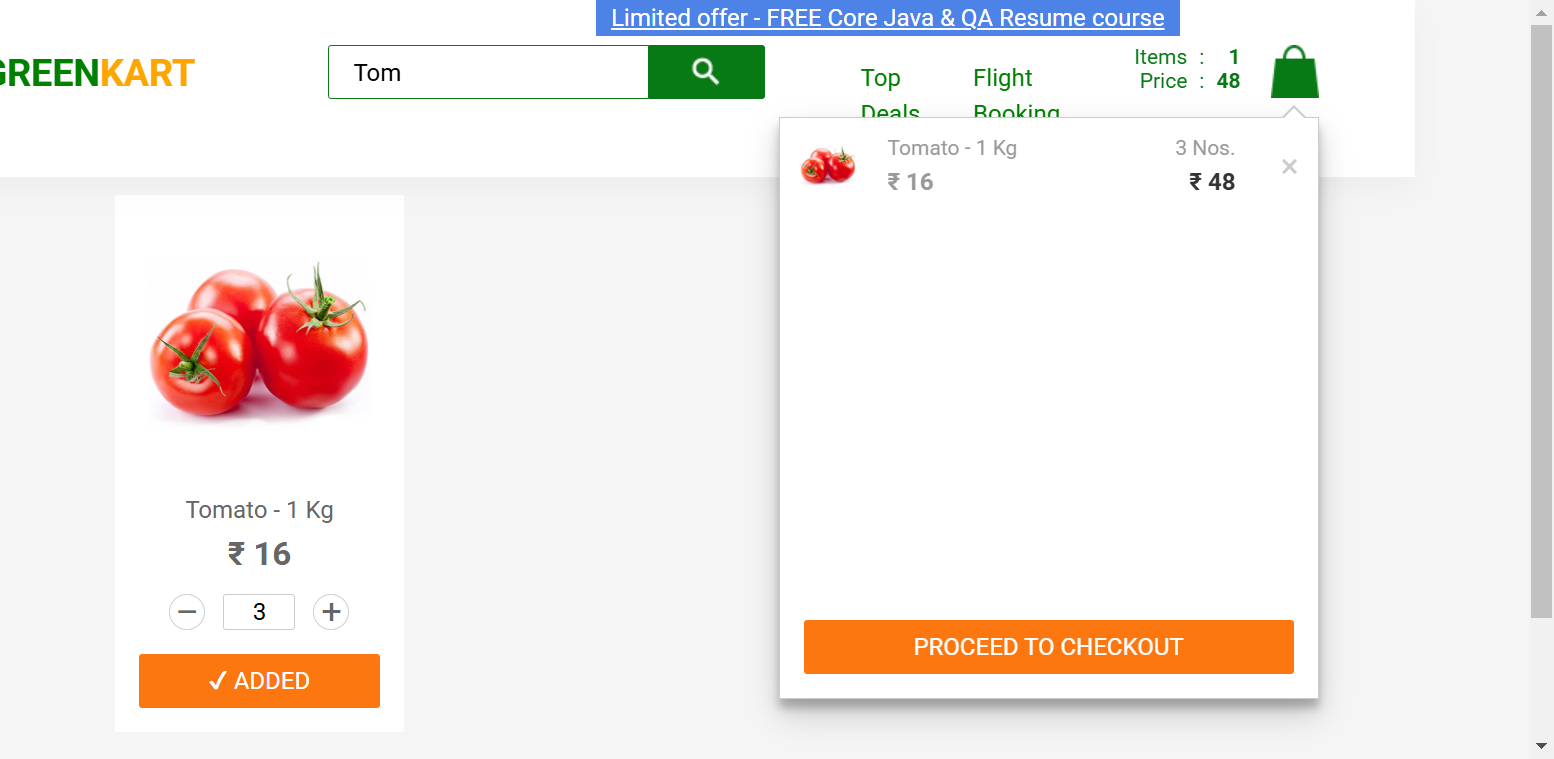 Limited offer - FREE Core Java & QA Resume course
GREENKART
Tom
Top Deals
Flight Booking
Items : 1
Price : 48
Tomato - 1 Kg
3 Nos.
₹ 16
₹ 48
×
Tomato - 1 Kg
₹ 16
− 3 +
✓ ADDED
PROCEED TO CHECKOUT